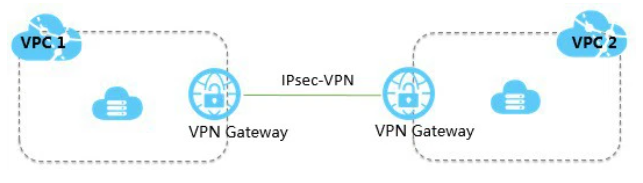 VPC 1
VPC 2
IPsec-VPN
VPN Gateway
VPN Gateway